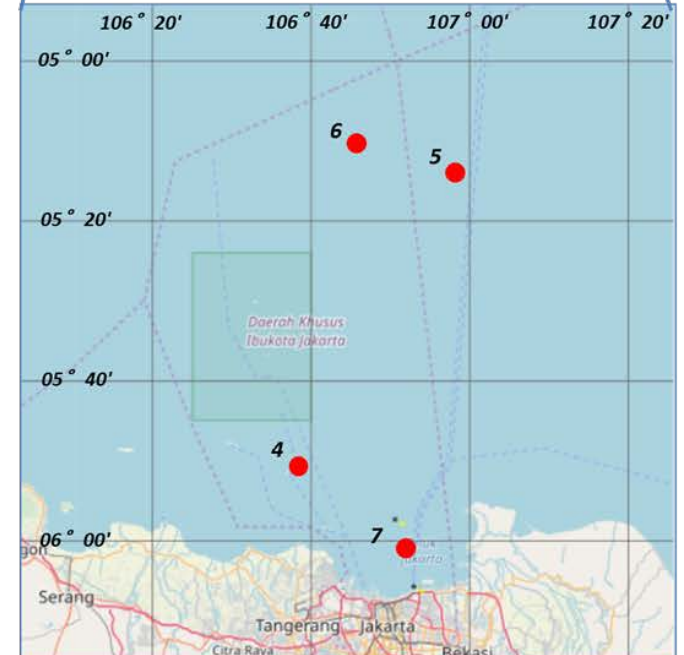 106° 20' 106° 40' 107° 00' 107° 20'
05° 00'
6
5
05° 20'
Daerah Khusus
Ibukota Jakarta
05° 40'
4
7
06° 00'
Serang
Tangerang Jakarta
Citra Raya Bekasi